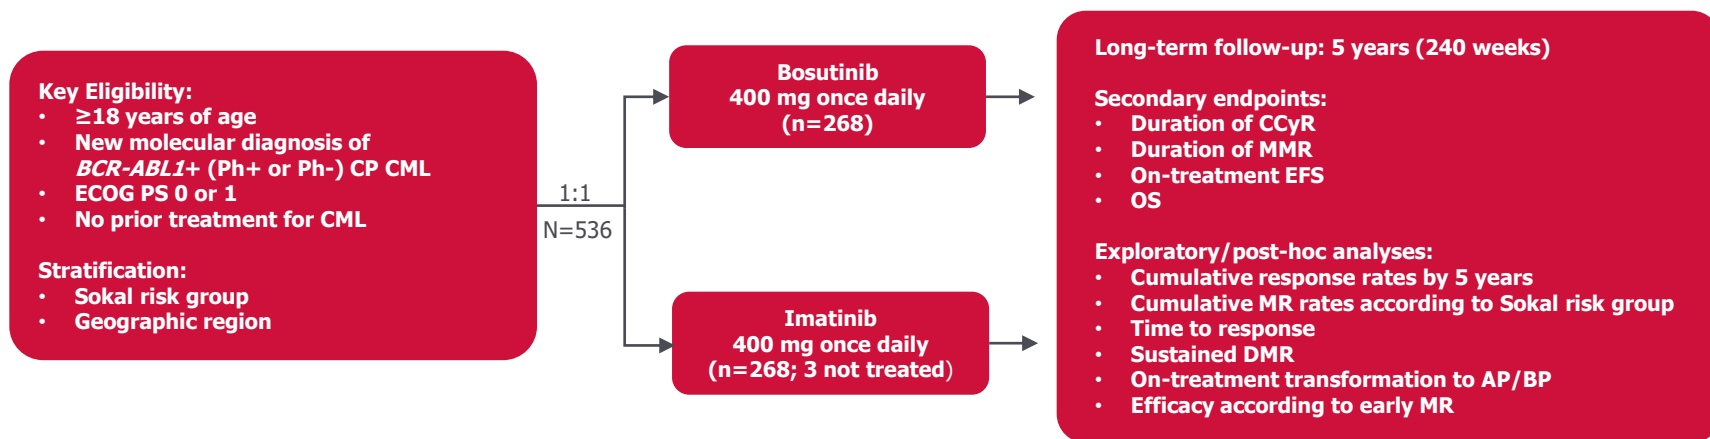 Key Eligibility:
• ≥18 years of age
• New molecular diagnosis of
BCR-ABL1+ (Ph+ or Ph-) CP CML
• ECOG PS 0 or 1
• No prior treatment for CML
Stratification:
• Sokal risk group
• Geographic region
1:1
N=536
Bosutinib
400 mg once daily
(n=268)
Imatinib
400 mg once daily
(n=268; 3 not treated)
Long-term follow-up: 5 years (240 weeks)
Secondary endpoints:
• Duration of CCyR
• Duration of MMR
• On-treatment EFS
• OS
Exploratory/post-hoc analyses:
• Cumulative response rates by 5 years
• Cumulative MR rates according to Sokal risk group
• Time to response
• Sustained DMR
• On-treatment transformation to AP/BP
• Efficacy according to early MR